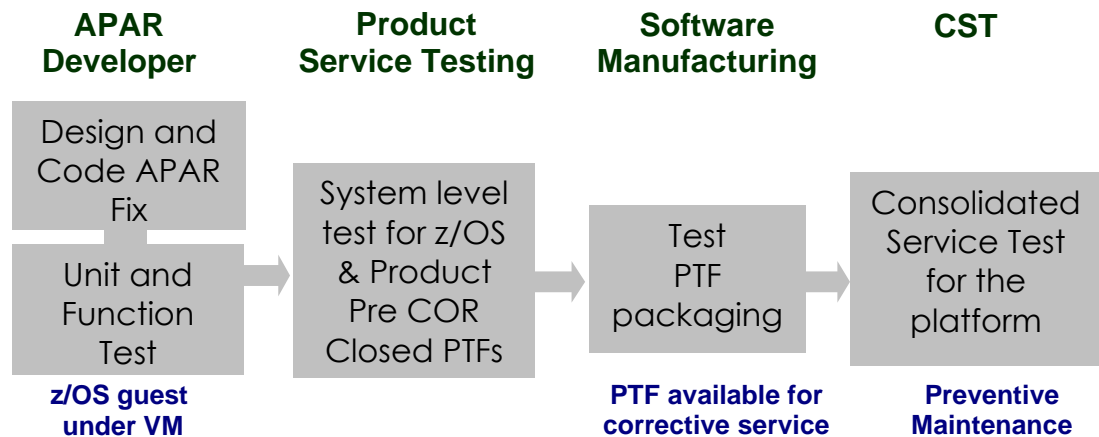 APAR
Developer
Product
Service Testing
Software
Manufacturing
CST
Design and
Code APAR
Fix
Unit and
Function
Test
z/OS guest
under VM
System level
test for z/OS
& Product
Pre COR
Closed PTFs
Test
PTF
packaging
PTF available for
corrective service
Consolidated
Service Test
for the
platform
Preventive
Maintenance